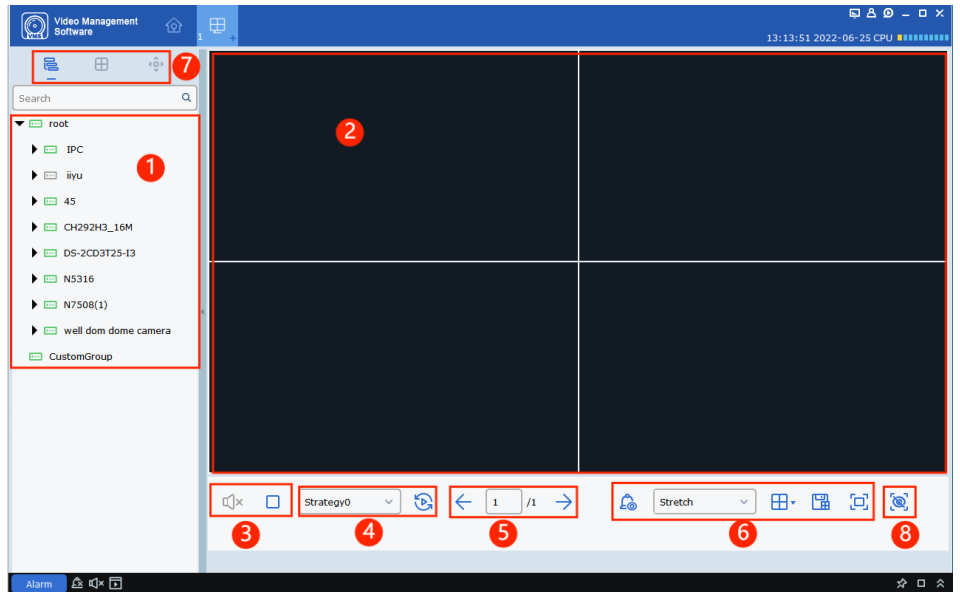 Video Management
Software
1
13:13:51 2022-06-25 CPU
7
Search
root
IPC
1
iiyu
45
CH292H3_16M
DS-2CD3T25-I3
N5316
N7508(1)
well dom dome camera
CustomGroup
2
Strategy0
1 /1
Stretch
3
4
5
6
8
Alarm